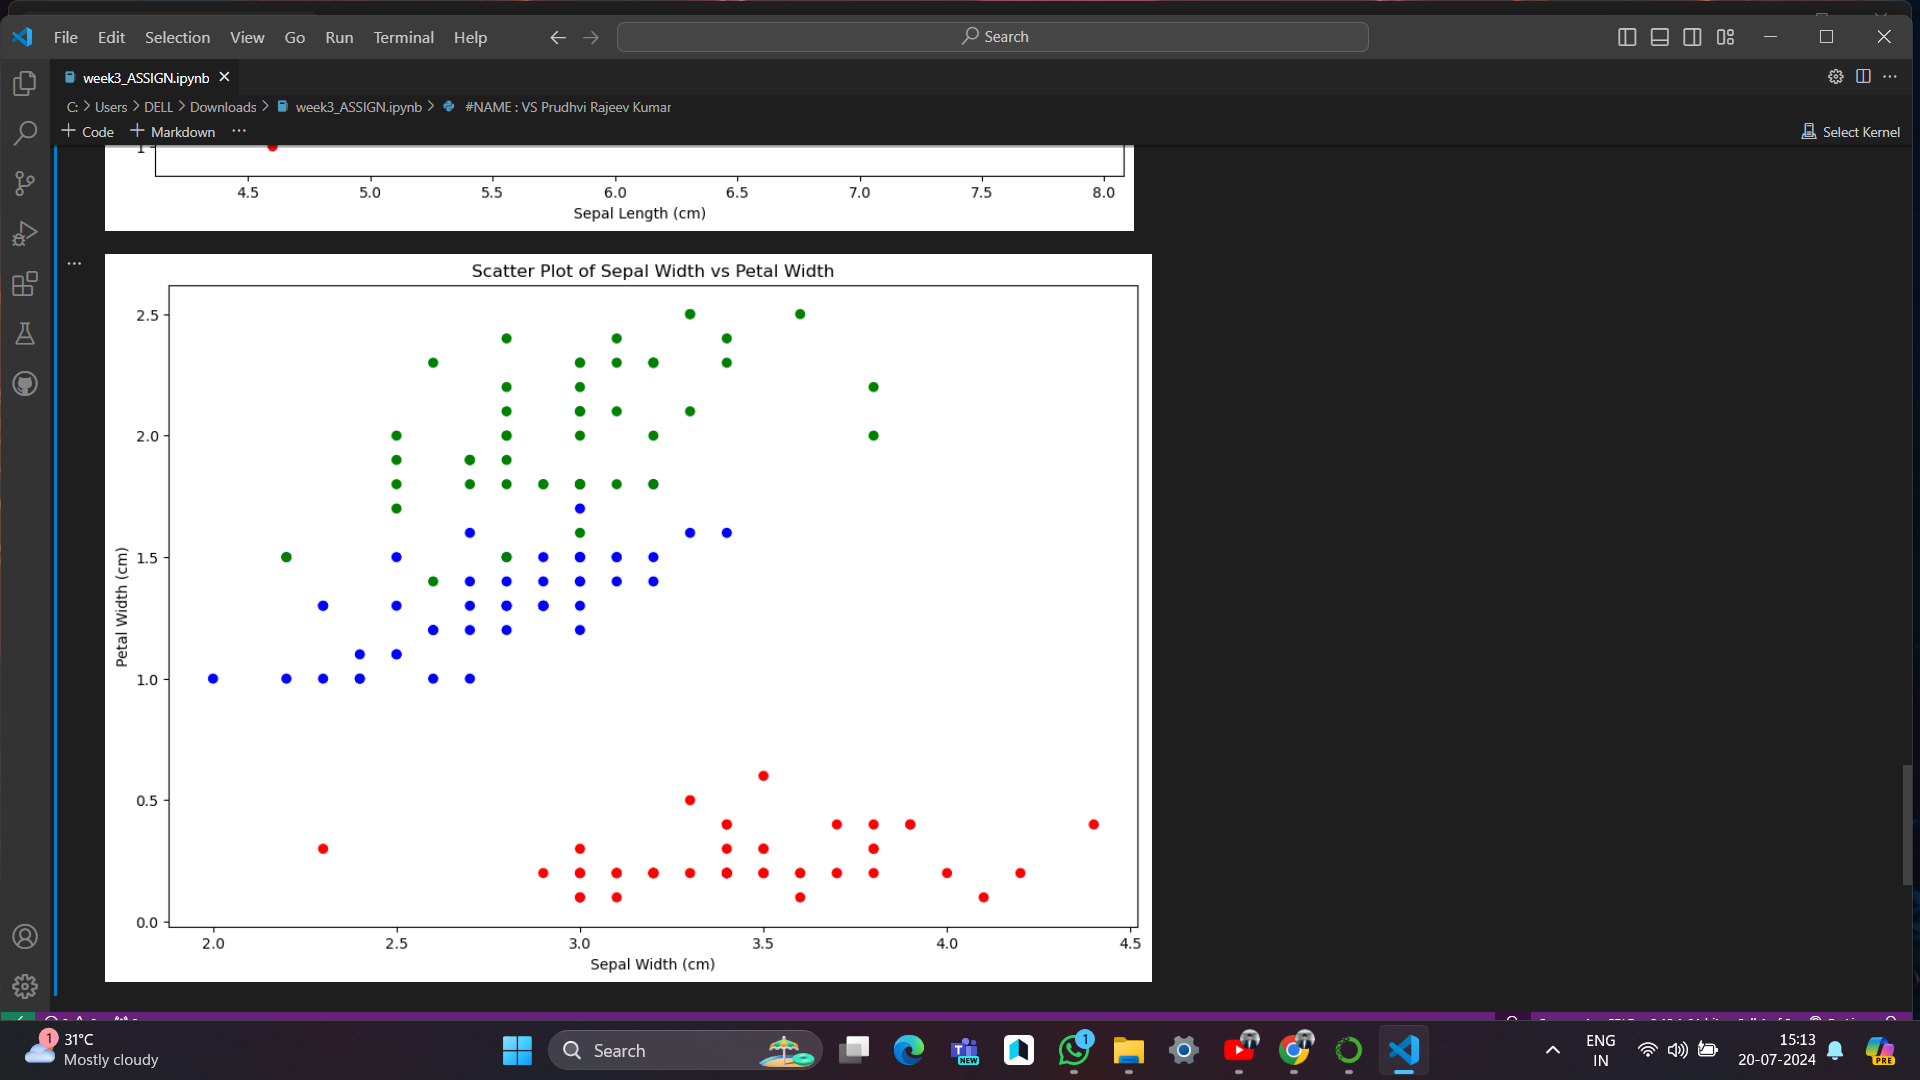 File Edit Selection View Go Run Terminal Help Search
week3_ASSIGN.ipynb
C: > Users > DELL > Downloads > week3_ASSIGN.ipynb > #NAME : VS Prudhvi Rajeev Kumar
+ Code + Markdown ... Select Kernel
1
4.5 5.0 5.5 6.0 6.5 7.0 7.5 8.0
Sepal Length (cm)
Scatter Plot of Sepal Width vs Petal Width
2.5
2.0
1.5
1.0
0.5
0.0
Petal Width (cm)
2.0 2.5 3.0 3.5 4.0 4.5
Sepal Width (cm)
1
31°C
Mostly cloudy
Search
NEW
1
ENG
IN
15:13
20-07-2024
PRE